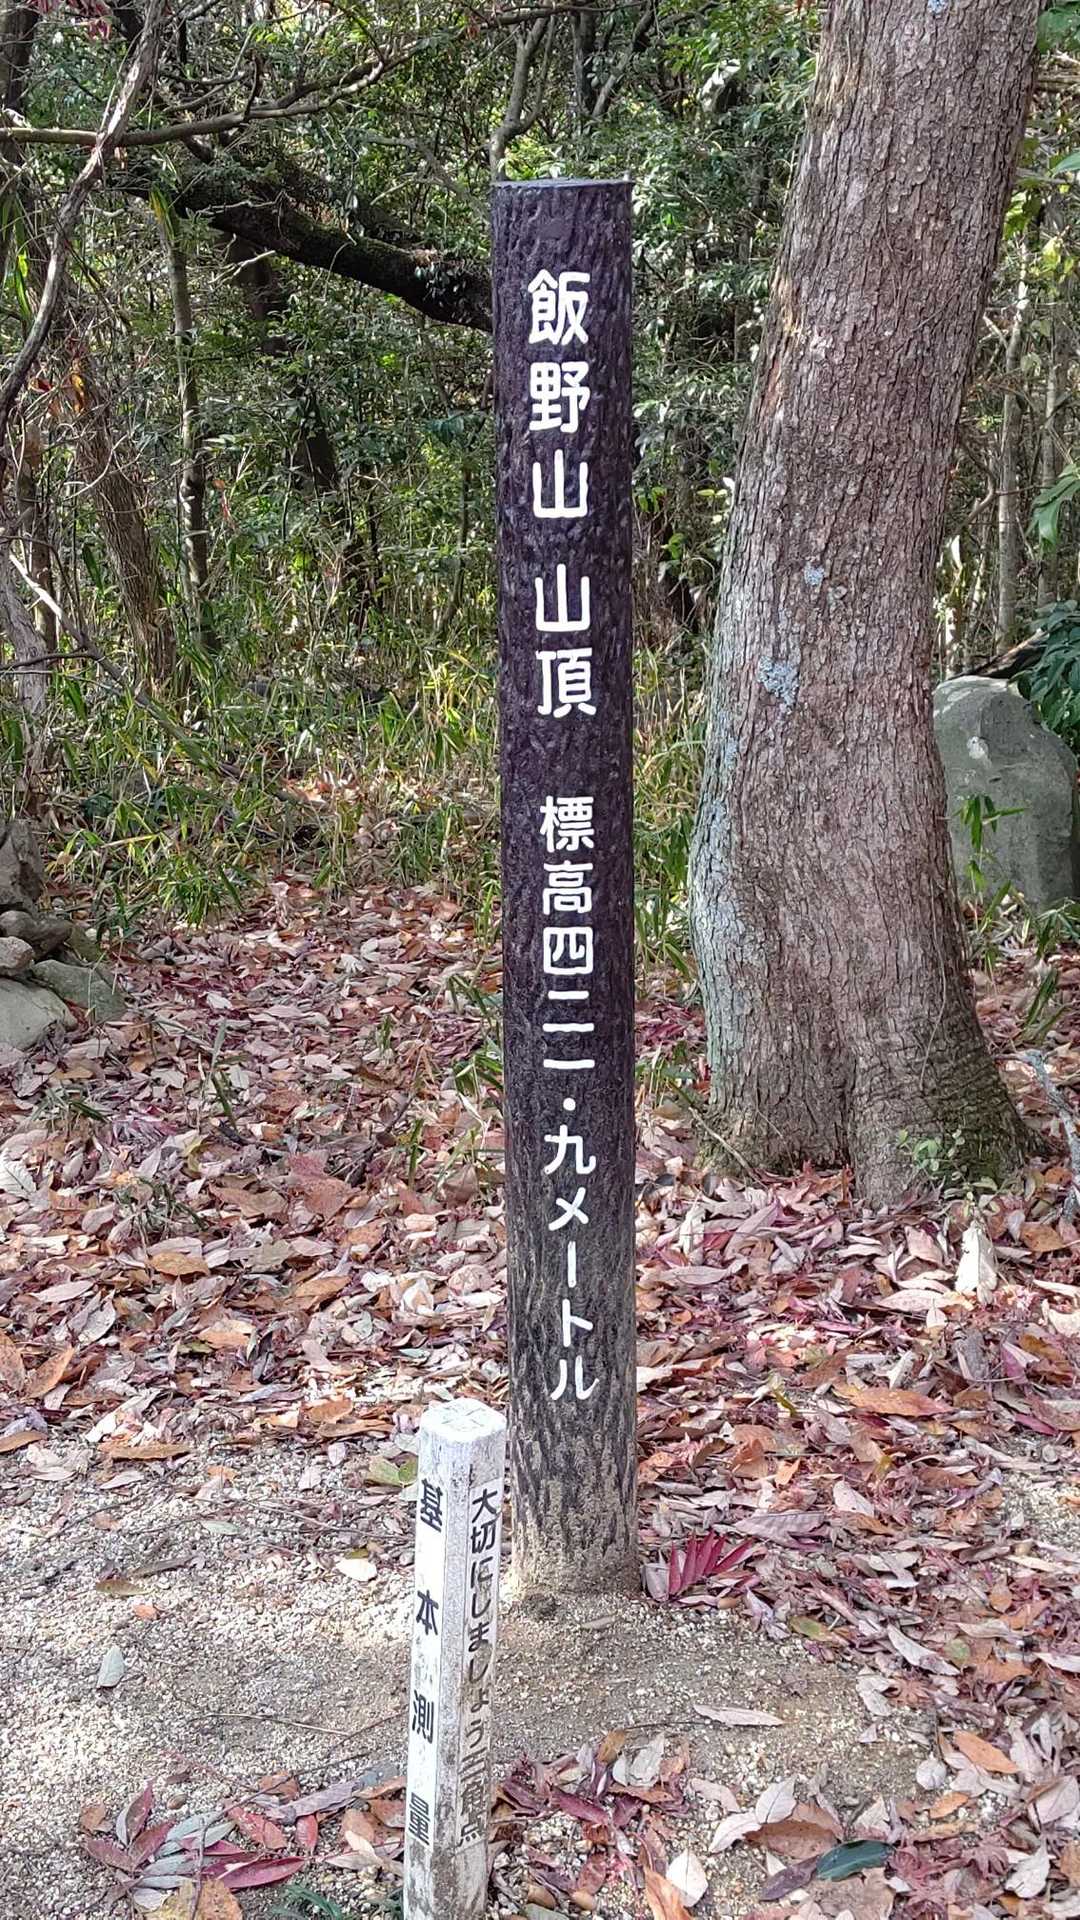 飯野山 山頂 標高四二一・九メートル
基本測量
大切にしましょう三角点